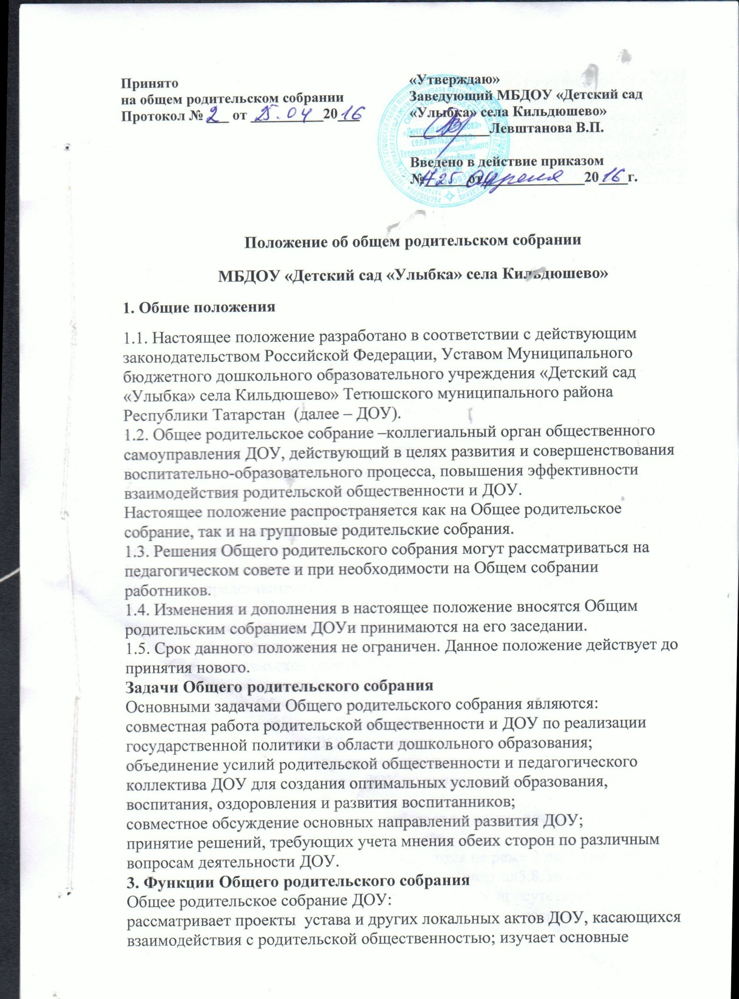 Принято
на общем родительском собрании
Протокол № 2 от 25.04 2016
«Утверждаю»
Заведующий МБДОУ «Детский сад
«Улыбка» села Кильдюшево»
Левштанова В.П.
Введено в действие приказом
№ от апреля 2016 г.
«Детский сад
села Кильдюшево»
Тетюшского муниципального
Положение об общем родительском собрании
МБДОУ «Детский сад «Улыбка» села Кильдюшево»
1. Общие положения
1.1. Настоящее положение разработано в соответствии с действующим
законодательством Российской Федерации, Уставом Муниципального
бюджетного дошкольного образовательного учреждения «Детский сад
«Улыбка» села Кильдюшево» Тетюшского муниципального района
Республики Татарстан  (далее – ДОУ).
1.2. Общее родительское собрание –коллегиальный орган общественного
самоуправления ДОУ, действующий в целях развития и совершенствования
воспитательно-образовательного процесса, повышения эффективности
взаимодействия родительской общественности и ДОУ.
Настоящее положение распространяется как на Общее родительское
собрание, так и на групповые родительские собрания.
1.3. Решения Общего родительского собрания могут рассматриваться на
педагогическом совете и при необходимости на Общем собрании
работников.
1.4. Изменения и дополнения в настоящее положение вносятся Общим
родительским собранием ДОУи принимаются на его заседании.
1.5. Срок данного положения не ограничен. Данное положение действует до
принятия нового.
Задачи Общего родительского собрания
Основными задачами Общего родительского собрания являются:
совместная работа родительской общественности и ДОУ по реализации
государственной политики в области дошкольного образования;
объединение усилий родительской общественности и педагогического
коллектива ДОУ для создания оптимальных условий образования,
воспитания, оздоровления и развития воспитанников;
совместное обсуждение основных направлений развития ДОУ;
принятие решений, требующих учета мнения обеих сторон по различным
вопросам деятельности ДОУ.
3. Функции Общего родительского собрания
Общее родительское собрание ДОУ:
рассматривает проекты  устава и других локальных актов ДОУ, касающихся
взаимодействия с родительской общественностью; изучает основные